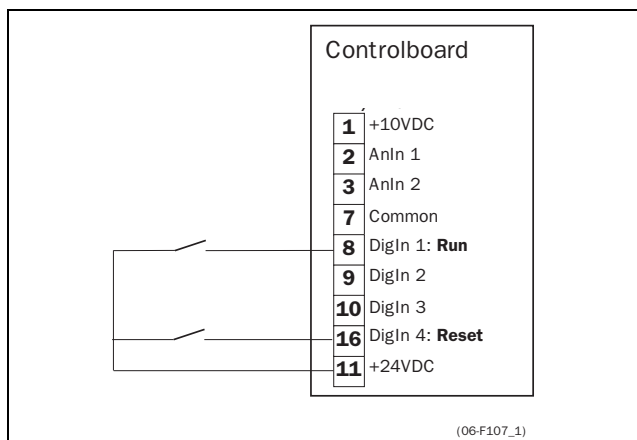 Controlboard
1 +10VDC
2 AnIn 1
3 AnIn 2
7 Common
8 DigIn 1: Run
9 DigIn 2
10 DigIn 3
16 DigIn 4: Reset
11 +24VDC
(06-F107_1)